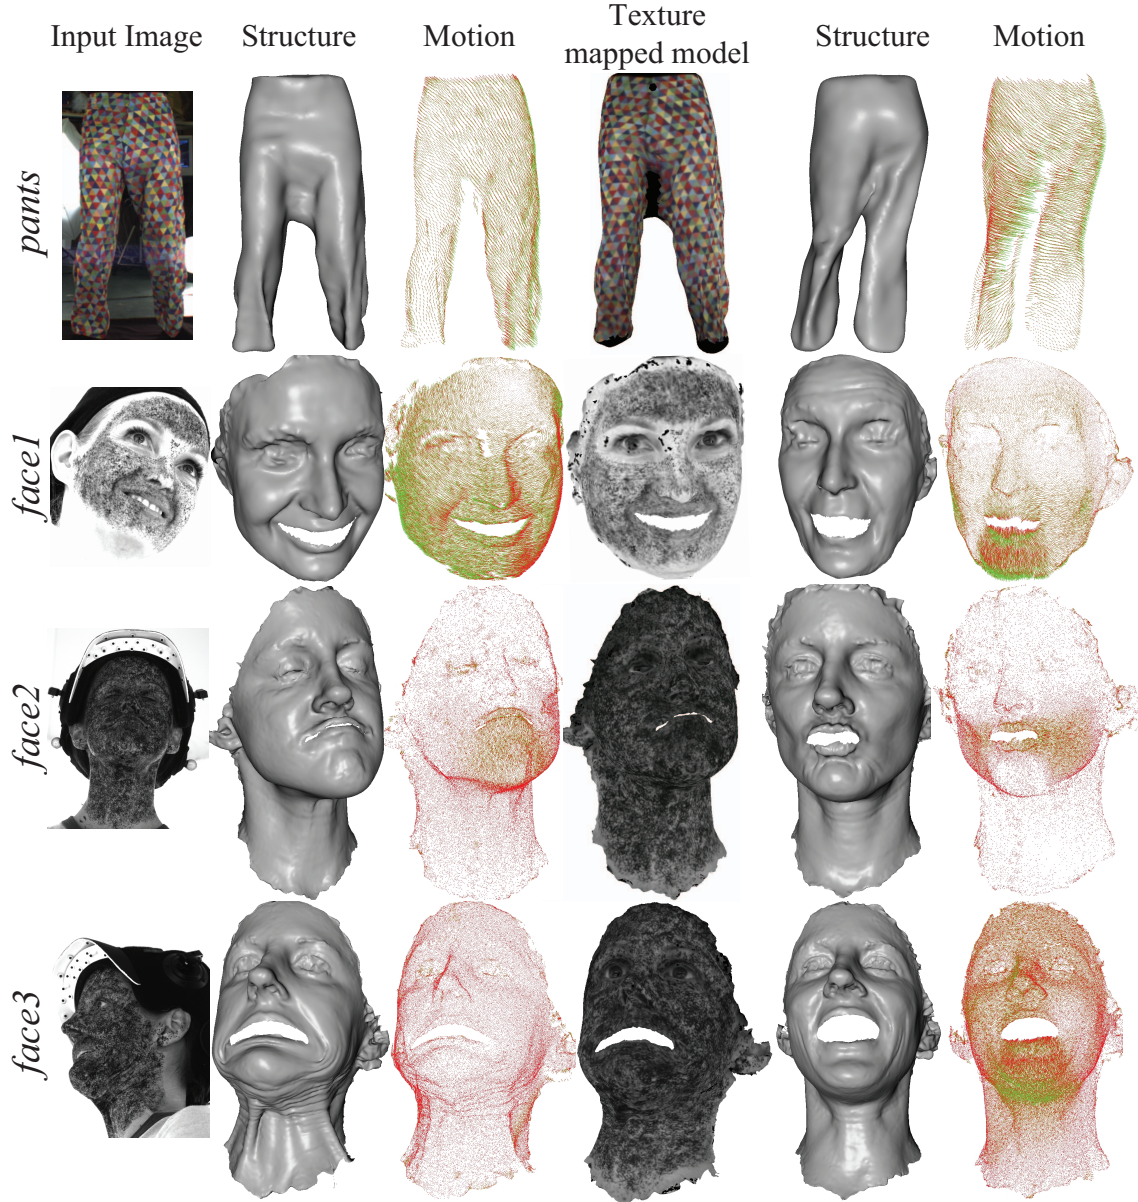 Input Image
Structure
Motion
Texture
mapped model
Structure
Motion
pants
face1
face2
face3